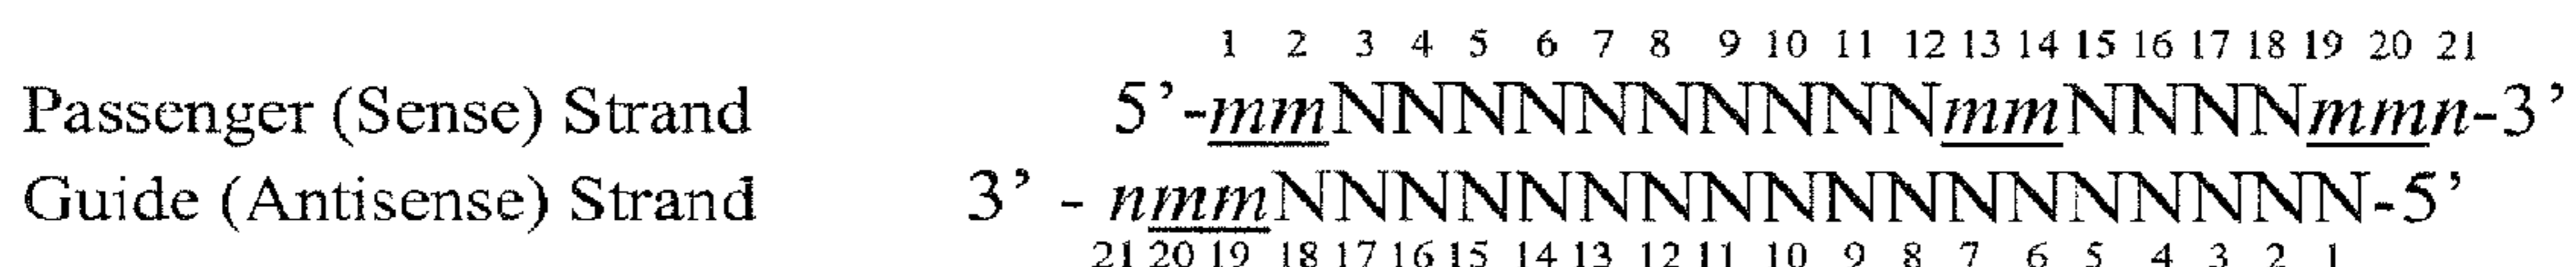 1 2 3 4 5 6 7 8 9 10 11 12 13 14 15 16 17 18 19 20 21
Passenger (Sense) Strand 5’-mmNNNNNNNNNNmmNNNNmmn-3’
Guide (Antisense) Strand 3’ - nmmNNNNNNNNNNNNNNNNNN-5’
21 20 19 18 17 16 15 14 13 12 11 10 9 8 7 6 5 4 3 2 1